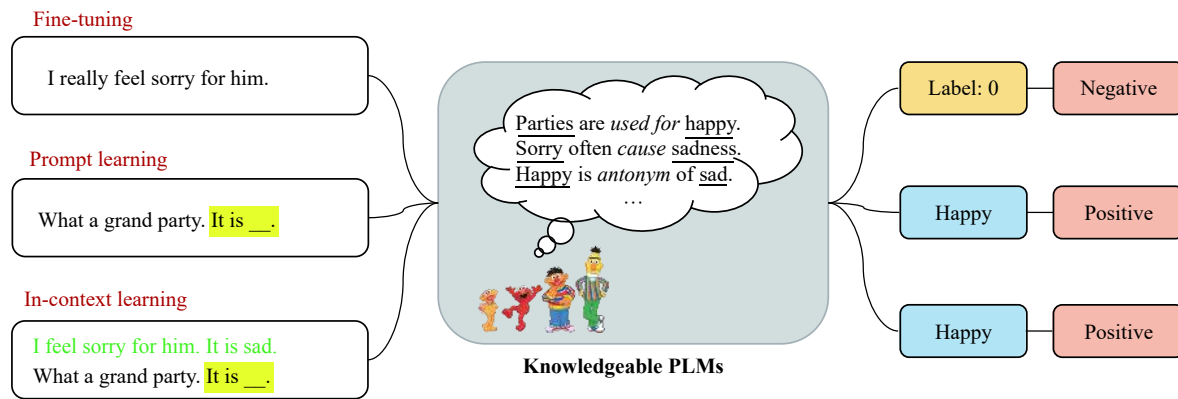 Fine-tuning
I really feel sorry for him.
Prompt learning
What a grand party. It is __.
In-context learning
I feel sorry for him. It is sad.
What a grand party. It is __.
Parties are used for happy.
Sorry often cause sadness.
Happy is antonym of sad.
...
Knowledgeable PLMs
Label: 0
Negative
Happy
Positive
Happy
Positive